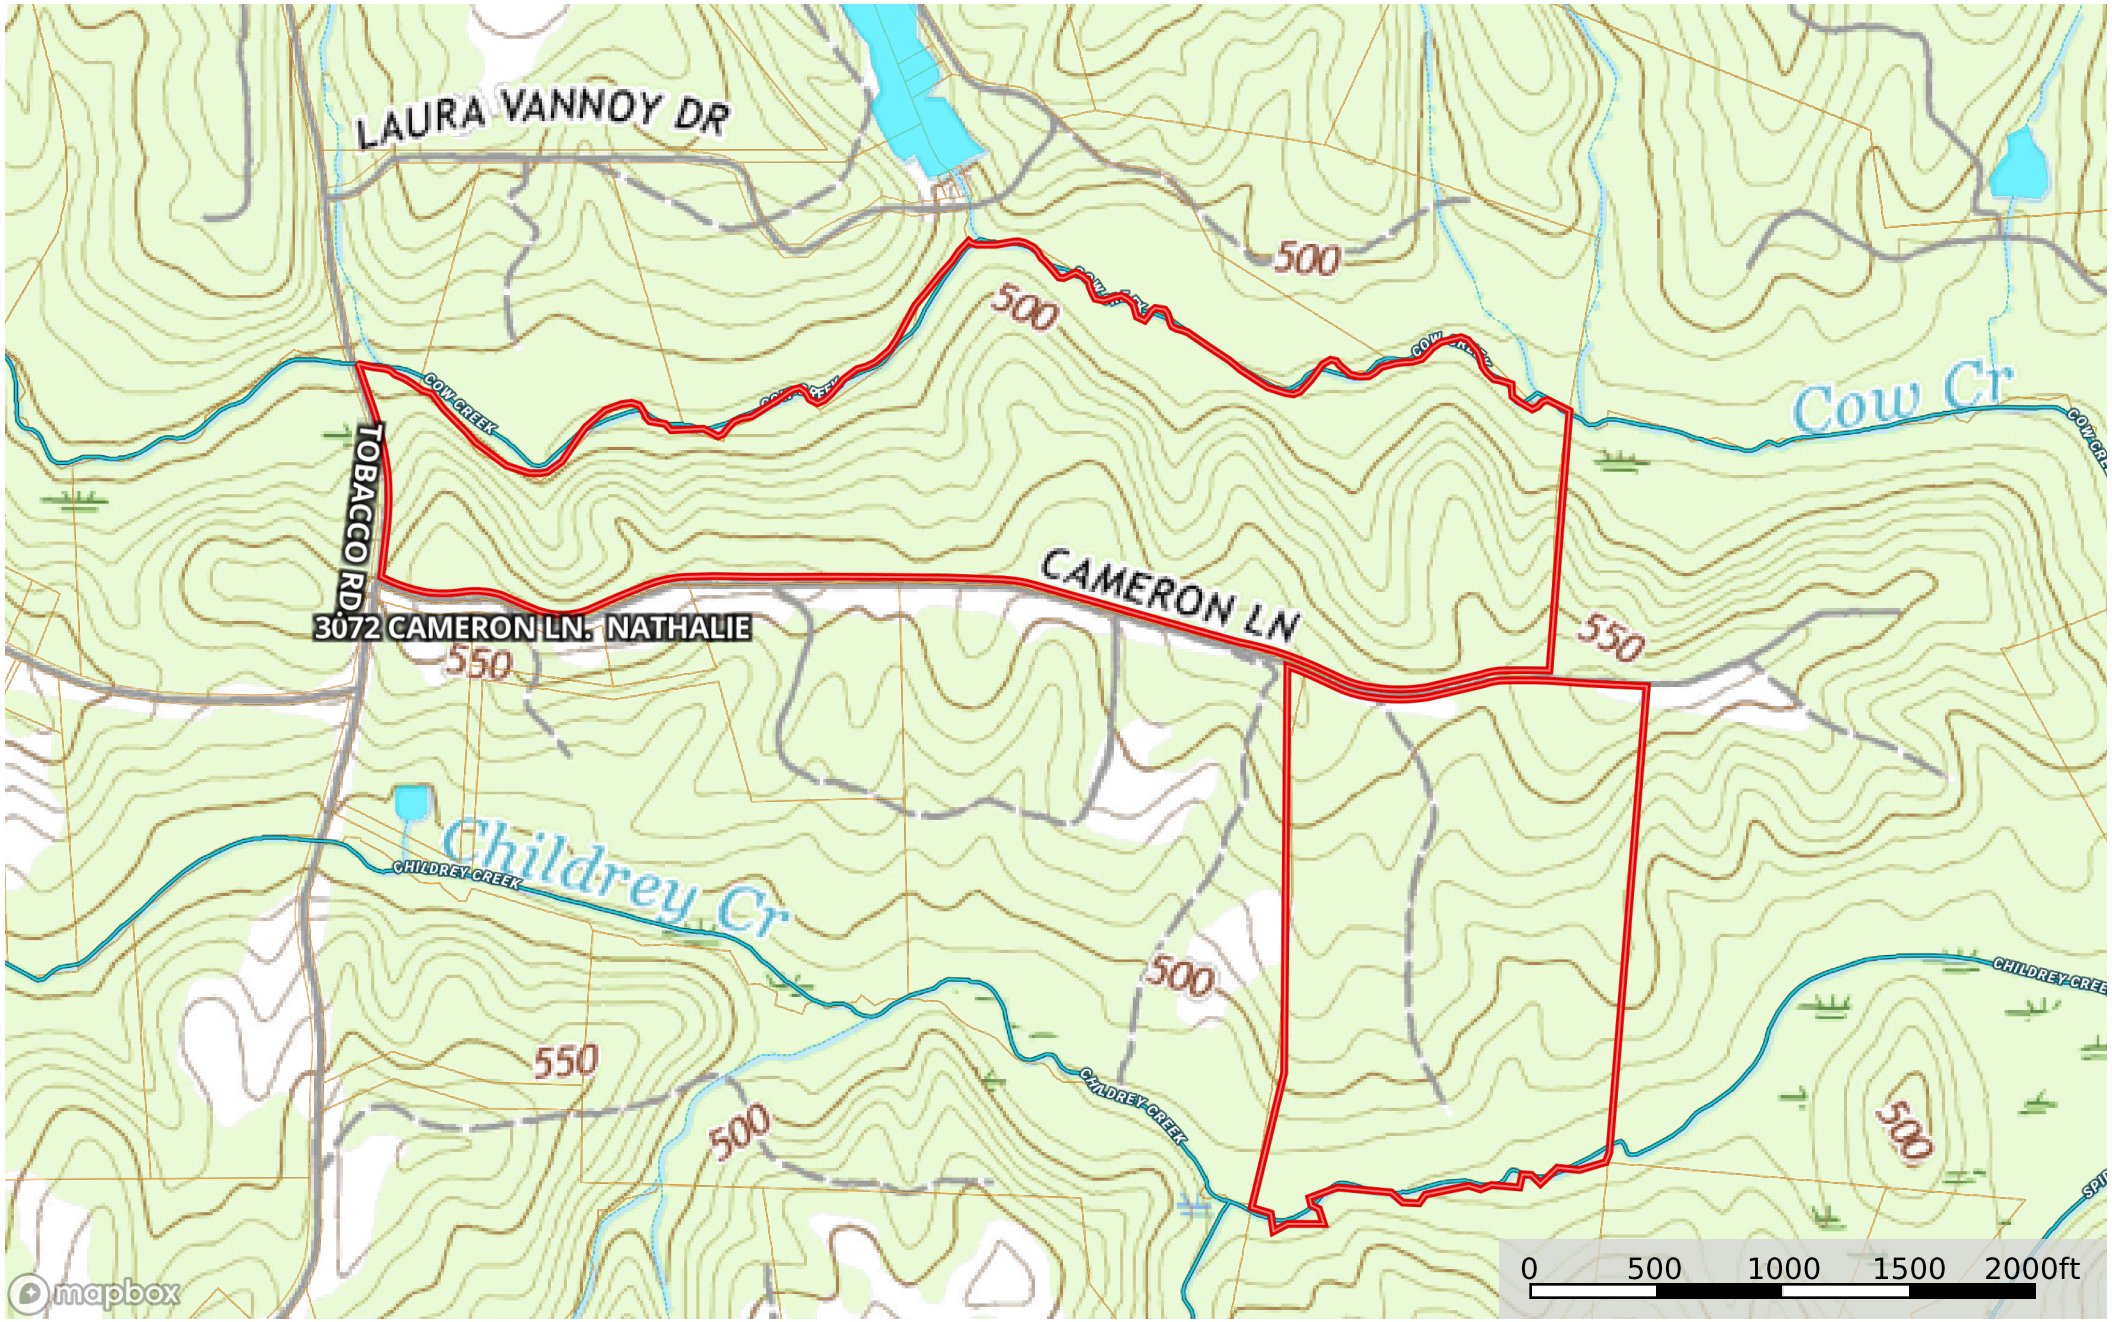 LAURA VANNOY DR
500
500
COW CREEK
COW CREEK
Cow Cr
COW CREEK
TOBACCO RD.
CAMERON LN
3072 CAMERON LN. NATHALIE
550
550
Childrey Cr
CHILDREY CREEK
500
CHILDREY CREEK
550
CHILDREY CREEK
500
500
mapbox
0 500 1000 1500 2000ft